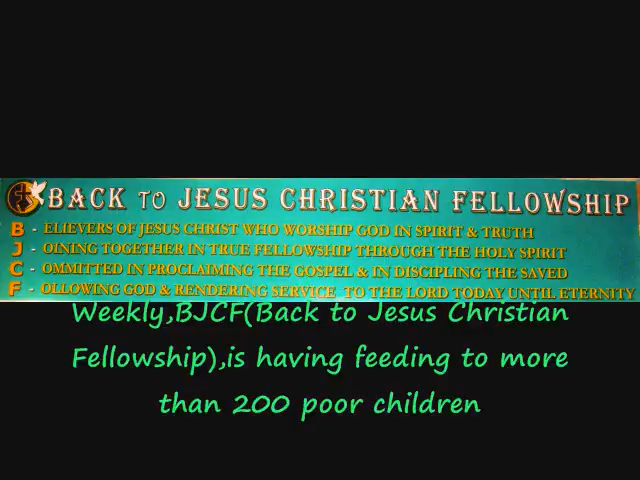 BACK TO JESUS CHRISTIAN FELLOWSHIP
B - ELIEVERS OF JESUS CHRIST WHO WORSHIP GOD IN SPIRIT & TRUTH
J - OINING TOGETHER IN TRUE FELLOWSHIP THROUGH THE HOLY SPIRIT
C - OMMITTED IN PROCLAIMING THE GOSPEL & IN DISCIPLING THE SAVED
F - OLLOWING GOD & RENDERING SERVICE TO THE LORD TODAY UNTIL ETERNITY
Weekly,BJCF(Back to Jesus Christian
Fellowship),is having feeding to more
than 200 poor children